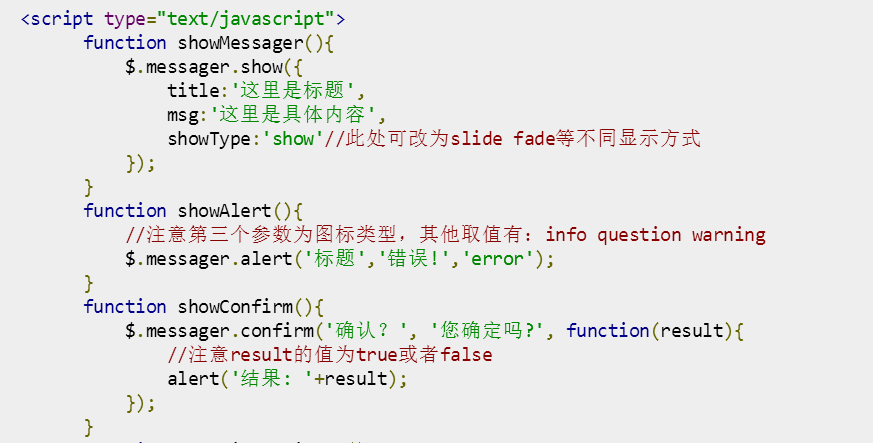 <script type="text/javascript">
function showMessager(){
$.messager.show({
title:'这里是标题',
msg:'这里是具体内容',
showType:'show'//此处可改为slide fade等不同显示方式
});
}
function showAlert(){
//注意第三个参数为图标类型，其他取值有：info question warning
$.messager.alert('标题','错误!','error');
}
function showConfirm(){
$.messager.confirm('确认？', '您确定吗?', function(result){
//注意result的值为true或者false
alert('结果: '+result);
});
}